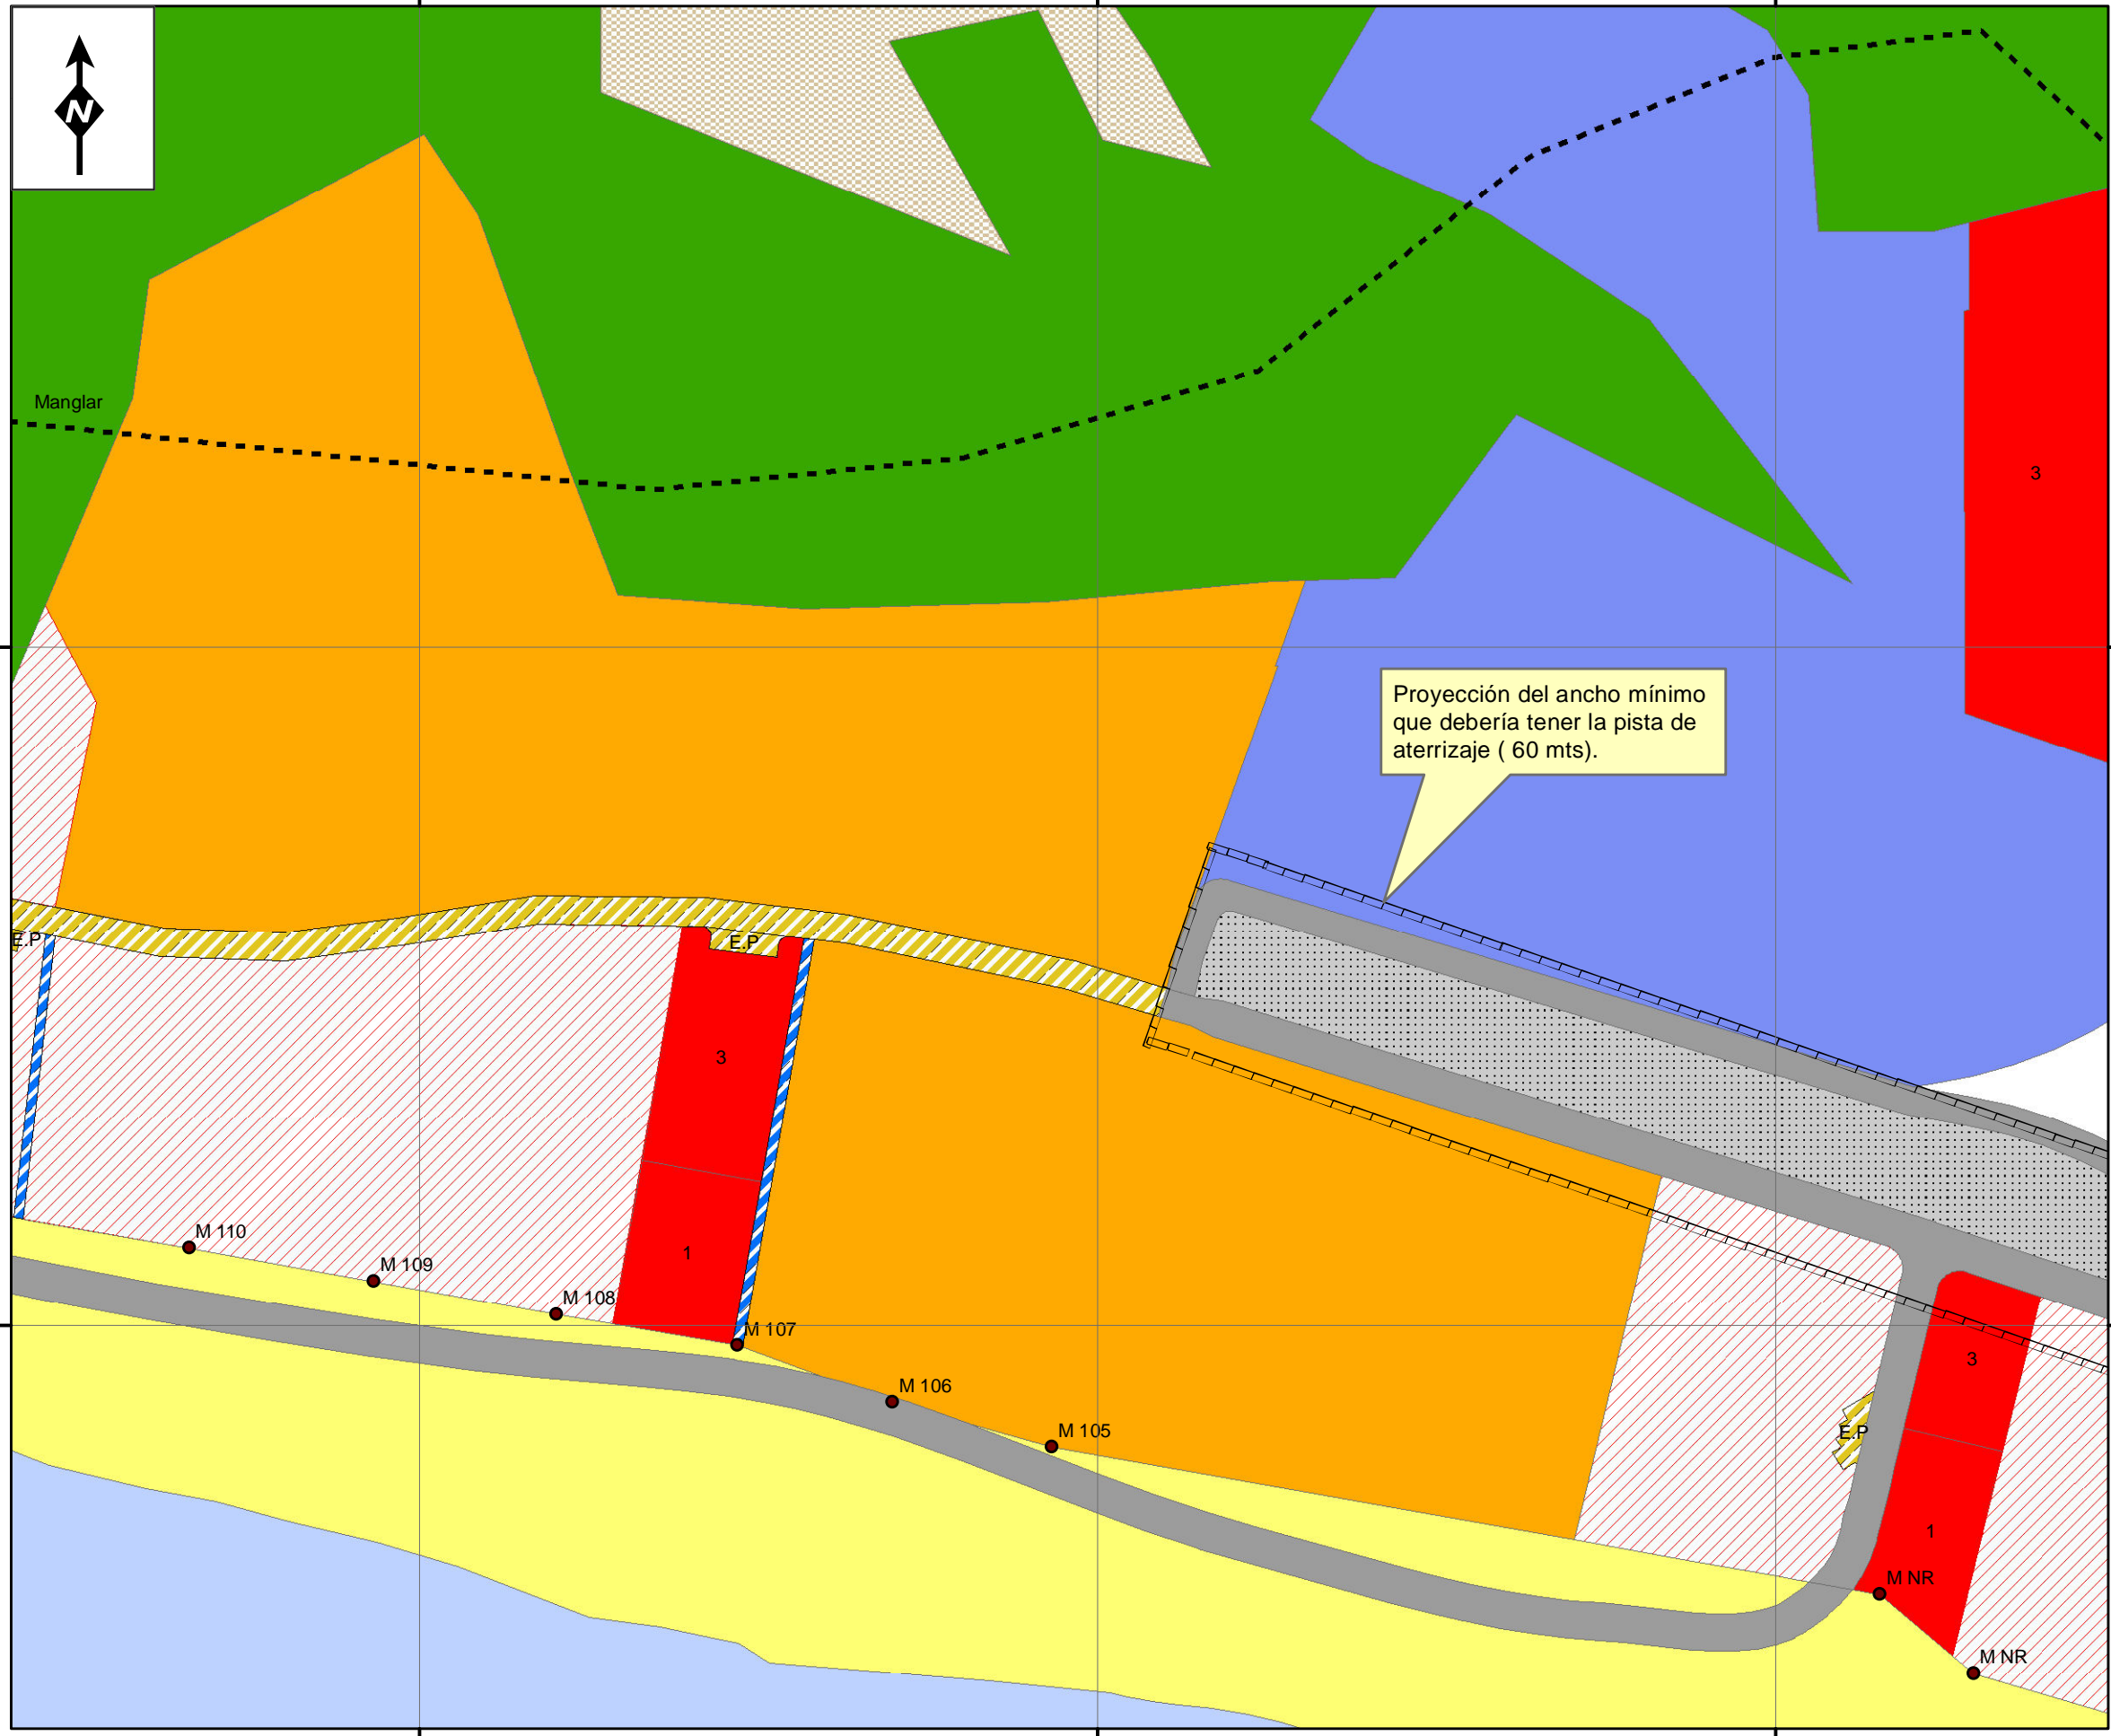 N
Manglar
3
Proyección del ancho mínimo
que debería tener la pista de
aterrizaje ( 60 mts).
E.P
E.P
3
M 110
1
M 109
M 108
M 107
3
M 106
M 105
E.P
1
M NR
M NR